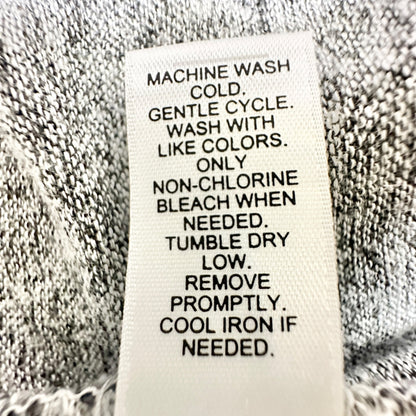 MACHINE WASH
COLD.
GENTLE CYCLE.
WASH WITH
LIKE COLORS.
ONLY
NON-CHLORINE
BLEACH WHEN
NEEDED.
TUMBLE DRY
LOW.
REMOVE
PROMPTLY.
COOL IRON IF
NEEDED.